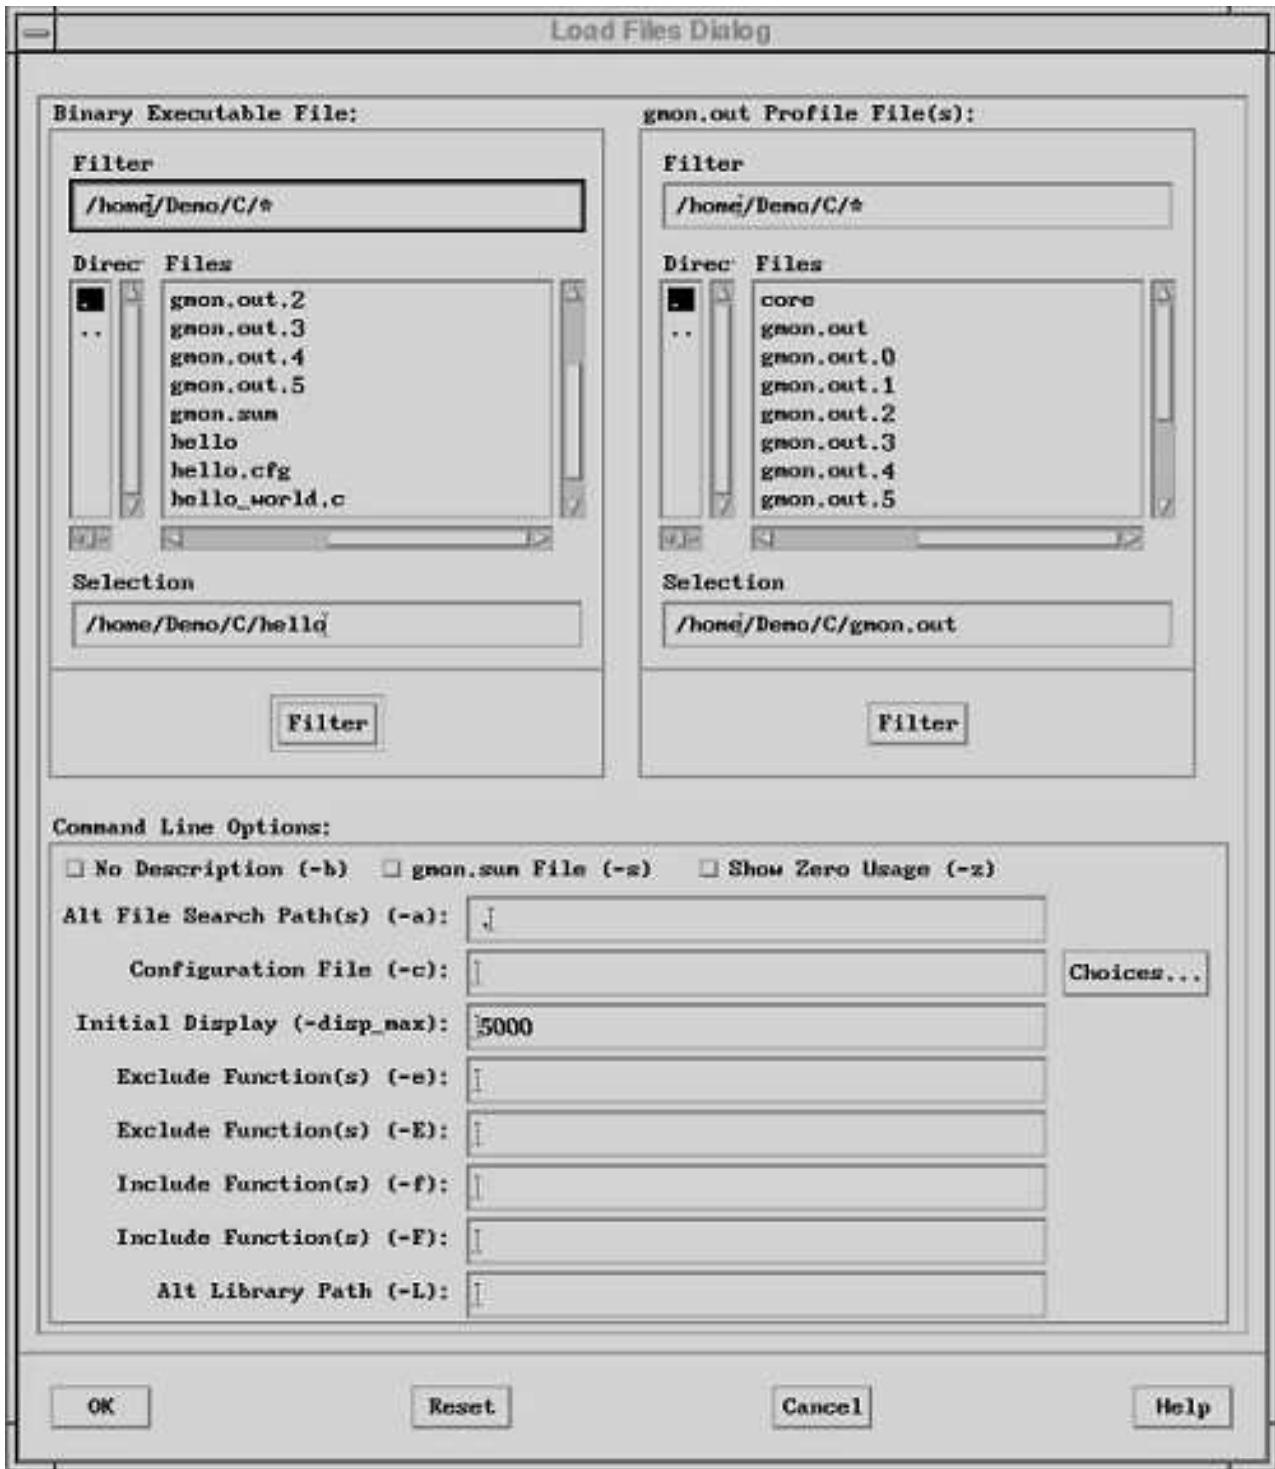 Load Files Dialog
Binary Executable File:
Filter
/home/Demo/C/*
Direc Files
.
..
gmon.out.2
gmon.out.3
gmon.out.4
gmon.out.5
gmon.sum
hello
hello.cfg
hello_world.c
Selection
/home/Demo/C/hello
Filter
gmon.out Profile File(s):
Filter
/home/Demo/C/*
Direc Files
.
..
core
gmon.out
gmon.out.0
gmon.out.1
gmon.out.2
gmon.out.3
gmon.out.4
gmon.out.5
Selection
/home/Demo/C/gmon.out
Filter
Command Line Options:
No Description (-b) gmon.sum File (-s) Show Zero Usage (-z)
Alt File Search Path(s) (-a): .
Configuration File (-c): Choices...
Initial Display (-disp_max): 5000
Exclude Function(s) (-e):
Exclude Function(s) (-E):
Include Function(s) (-f):
Include Function(s) (-F):
Alt Library Path (-L):
OK Reset Cancel Help